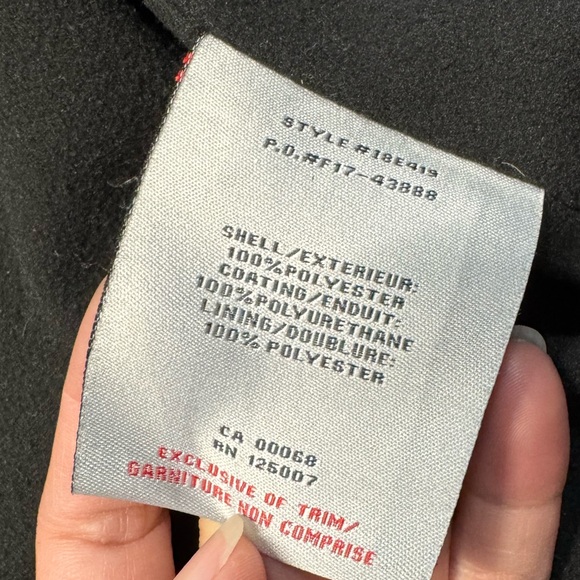 STYLE #18E419
P.O.#F17-43888
SHELL/EXTERIEUR:
100%POLYESTER
COATING/ENDUIT:
100%POLYURETHANE
LINING/DOUBLURE:
100% POLYESTER
CA 00068
RN 125007
EXCLUSIVE OF TRIM/
GARNITURE NON COMPRISE